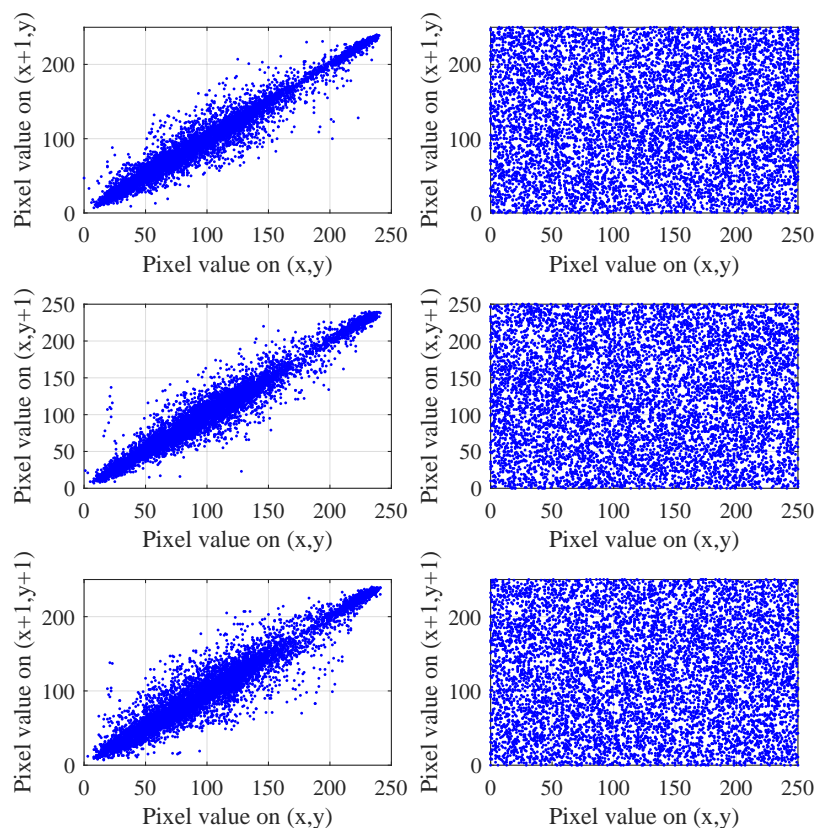 Pixel value on (x+1,y)
200
100
0
0 50 100 150 200 250
Pixel value on (x,y)
Pixel value on (x+1,y)
200
100
0
0 50 100 150 200 250
Pixel value on (x,y)
Pixel value on (x,y+1)
250
200
150
100
50
0
0 50 100 150 200 250
Pixel value on (x,y)
Pixel value on (x,y+1)
250
200
150
100
50
0
0 50 100 150 200 250
Pixel value on (x,y)
Pixel value on (x+1,y+1)
200
100
0
0 50 100 150 200 250
Pixel value on (x,y)
Pixel value on (x+1,y+1)
200
100
0
0 50 100 150 200 250
Pixel value on (x,y)